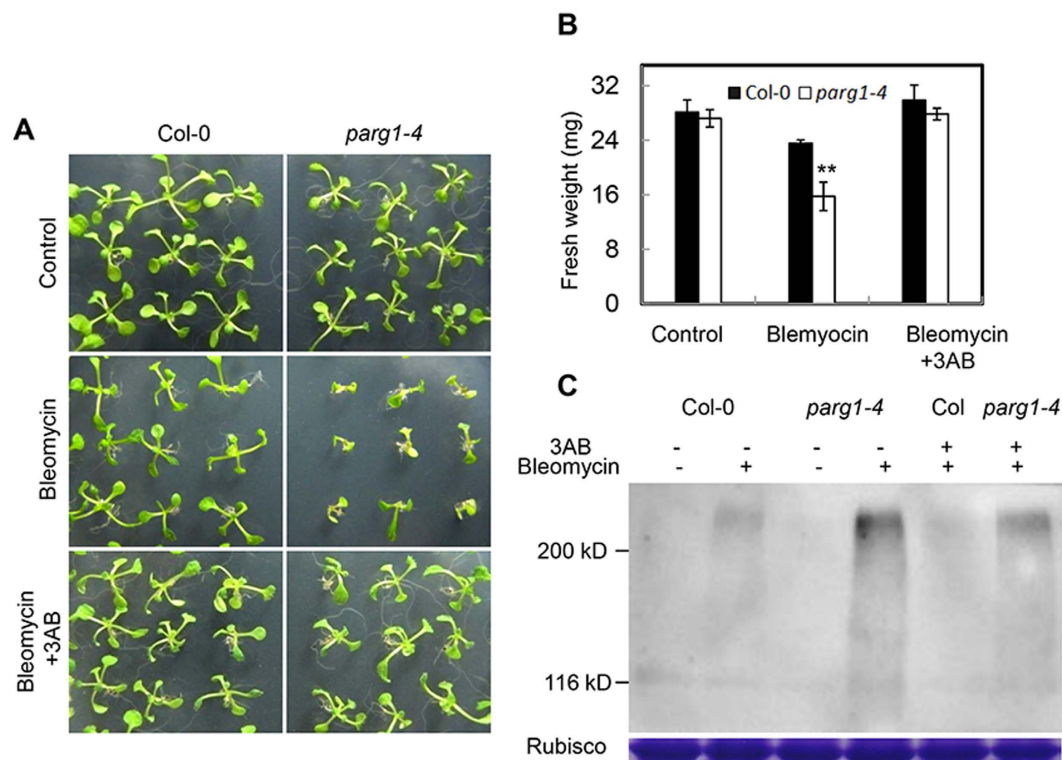 A
Col-0 parg1-4
Control
Bleomycin
Bleomycin
+3AB
B
Fresh weight (mg)
32
24
16
8
0
Col-0 parg1-4
**
Control Blemyocin Bleomycin
+3AB
C
Col-0 parg1-4 Col parg1-4
3AB - - - - + +
Bleomycin - + - + + +
200 kD
116 kD
Rubisco